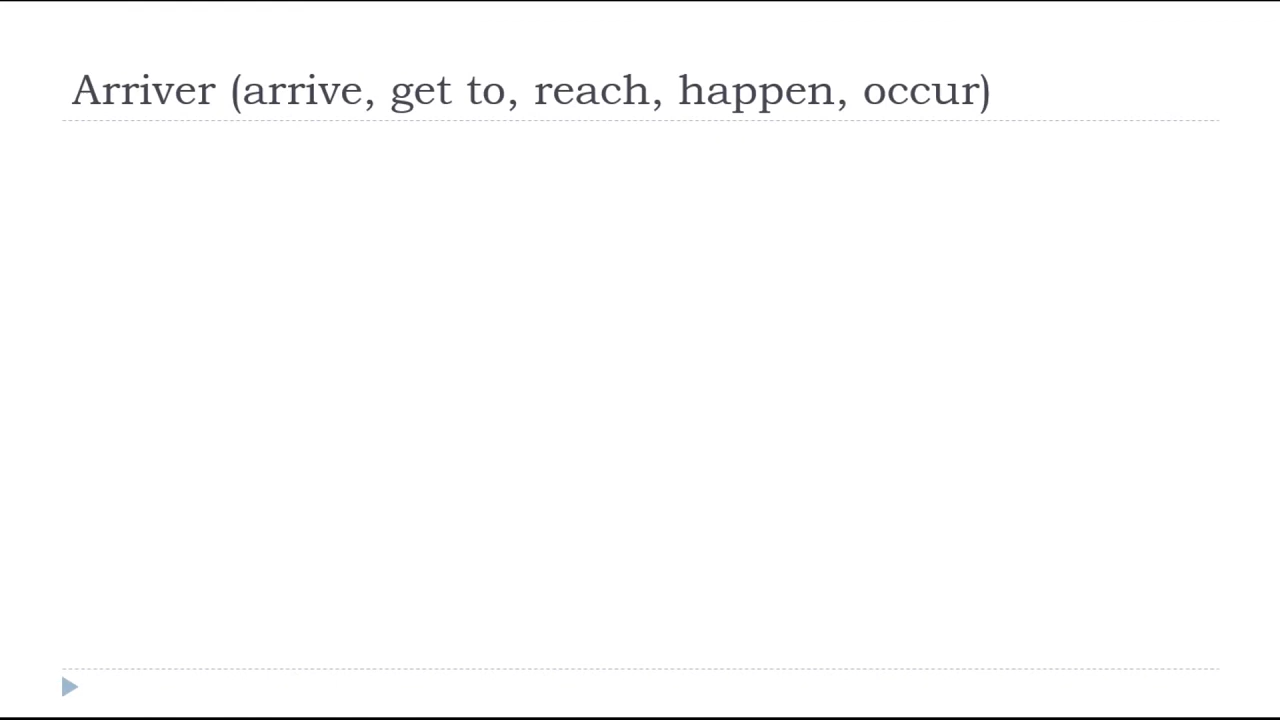 Arriver (arrive, get to, reach, happen, occur)